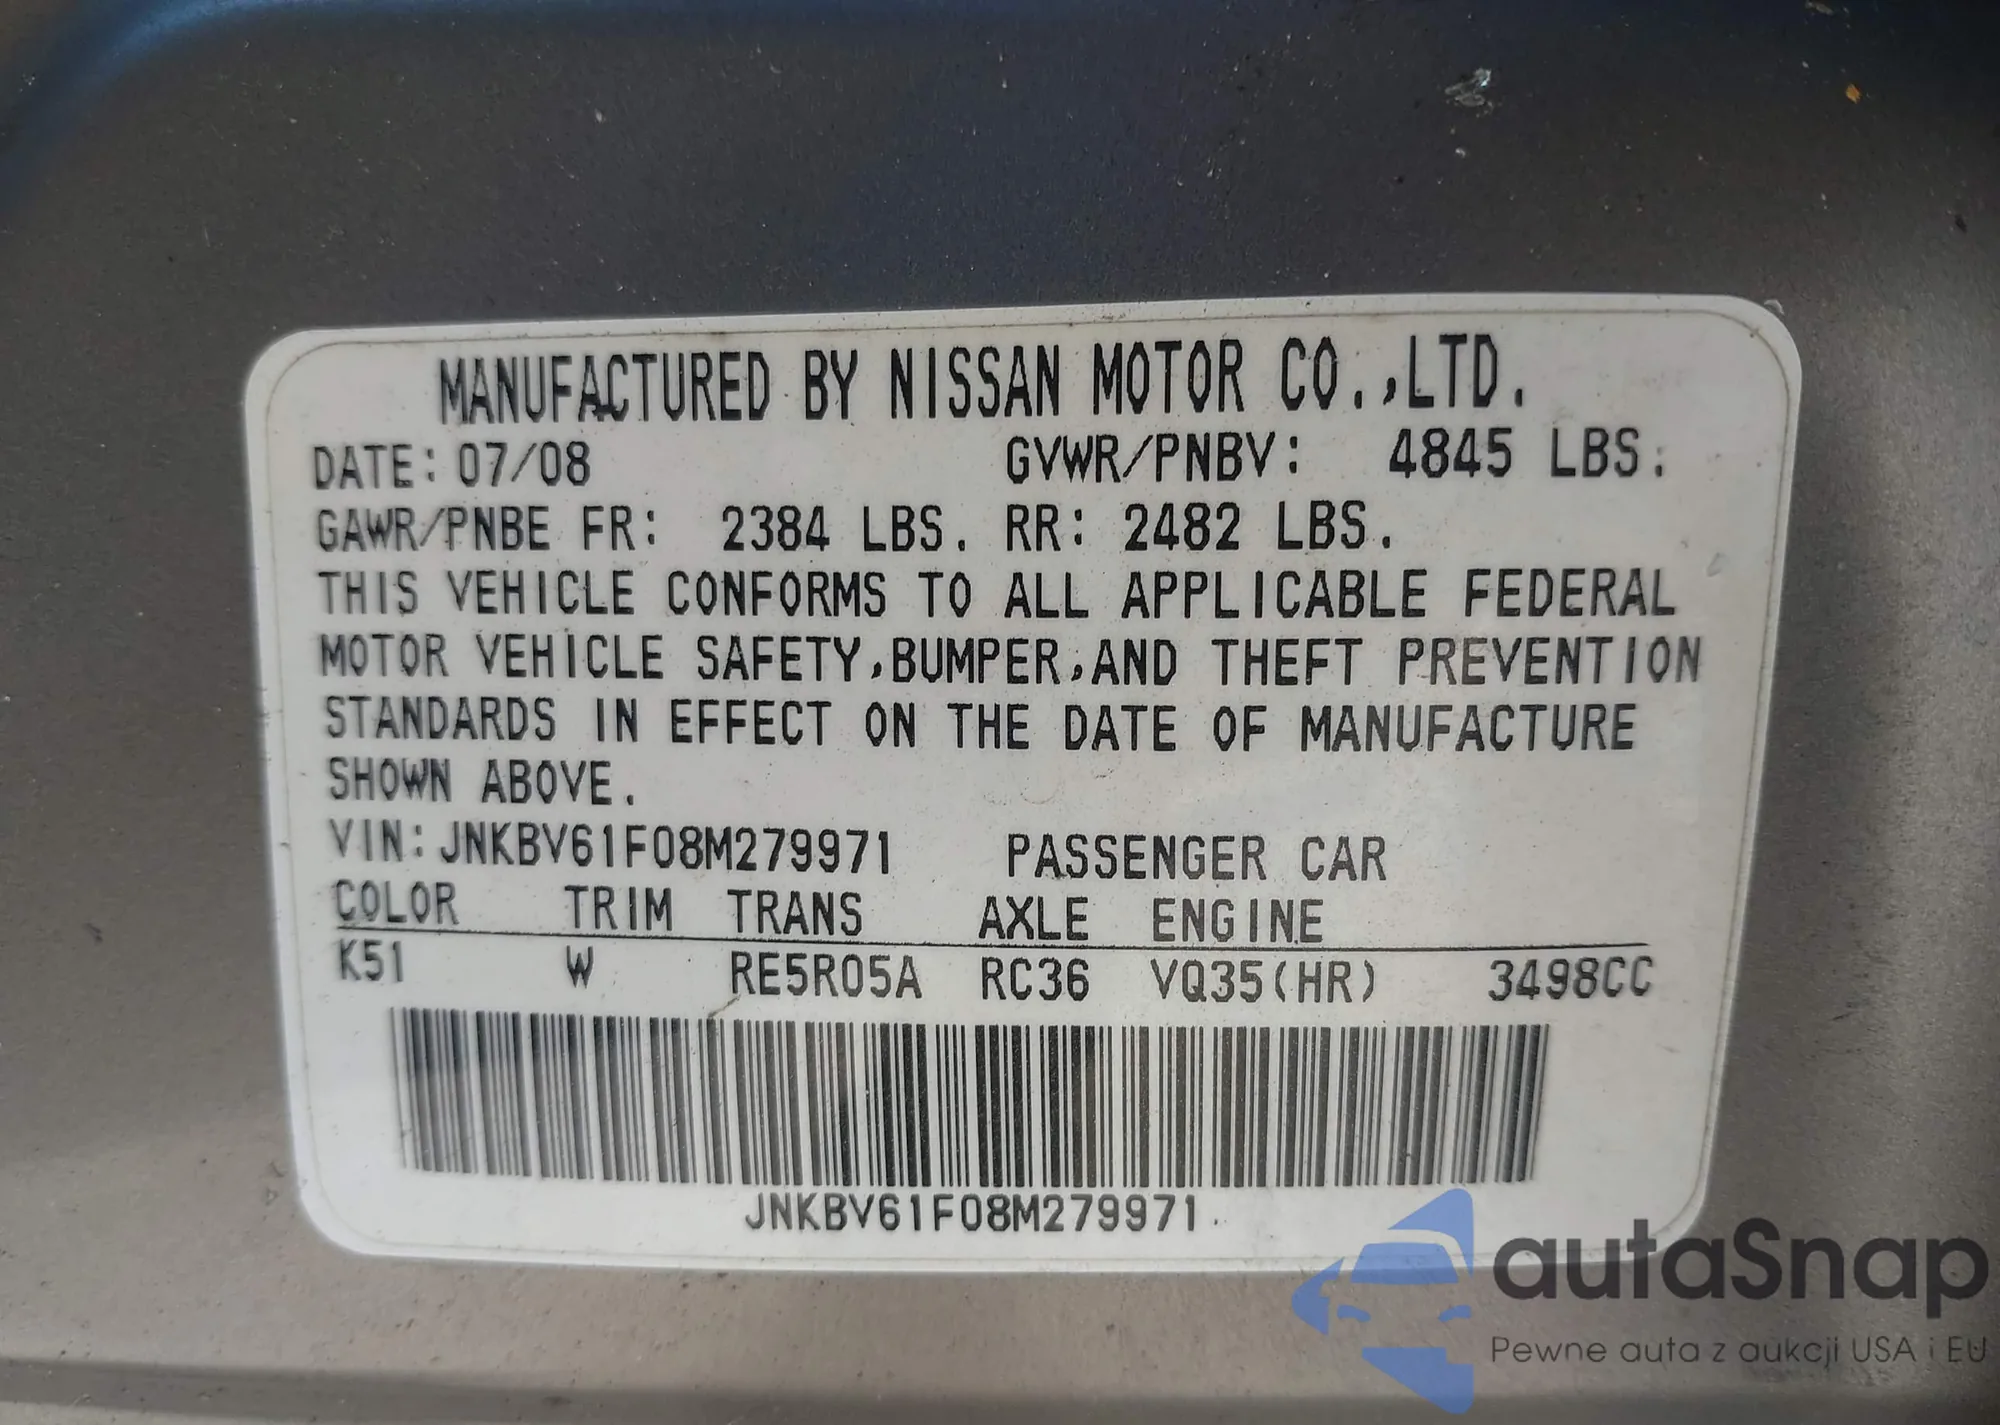 MANUFACTURED BY NISSAN MOTOR CO.,LTD.
DATE: 07/08 GVWR/PNBV: 4845 LBS.
GAWR/PNBE FR: 2384 LBS. RR: 2482 LBS.
THIS VEHICLE CONFORMS TO ALL APPLICABLE FEDERAL
MOTOR VEHICLE SAFETY,BUMPER,AND THEFT PREVENTION
STANDARDS IN EFFECT ON THE DATE OF MANUFACTURE
SHOWN ABOVE.
VIN:JNKBV61F08M279971 PASSENGER CAR
COLOR TRIM TRANS AXLE ENGINE
K51 W RE5R05A RC36 VQ35(HR) 3498CC
JNKBV61F08M279971
autaSnap
Pewne auta z aukcji USA i EU